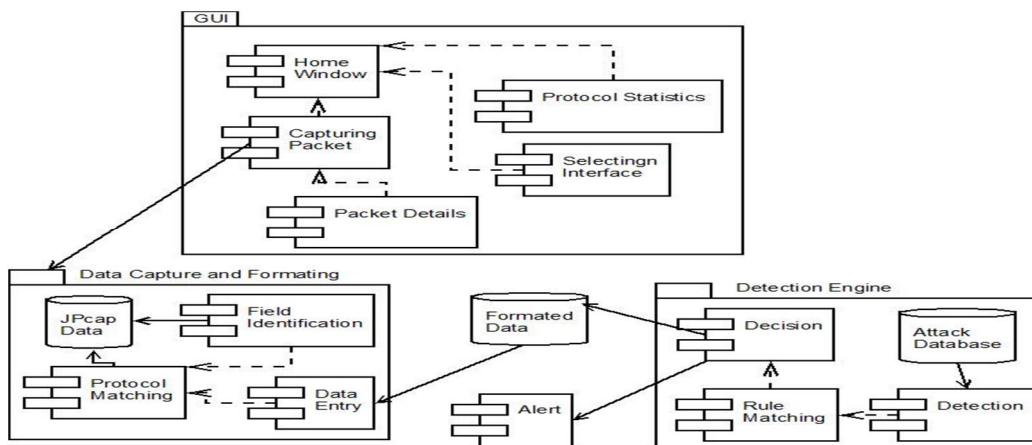 GUI
Home
Window
Protocol Statistics
Capturing
Packet
Selectingn
Interface
Packet Details
Data Capture and Formating
JPcap
Data
Field
Identification
Protocol
Matching
Data
Entry
Formated
Data
Alert
Detection Engine
Decision
Attack
Database
Rule
Matching
Detection